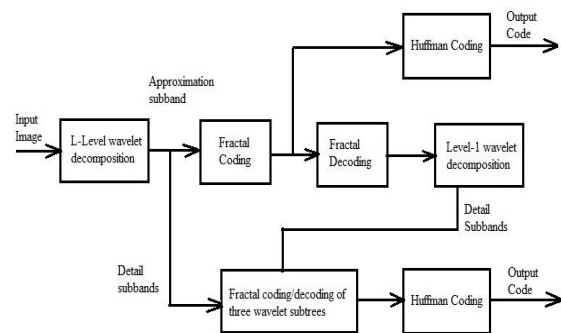 Output
Code
Huffman Coding
Approximation
subband
Input
Image
L-Level wavelet
decomposition
Fractal
Coding
Fractal
Decoding
Level-1 wavelet
decomposition
Detail
Subbands
Detail
subbands
Fractal coding/decoding of
three wavelet subtrees
Huffman Coding
Output
Code